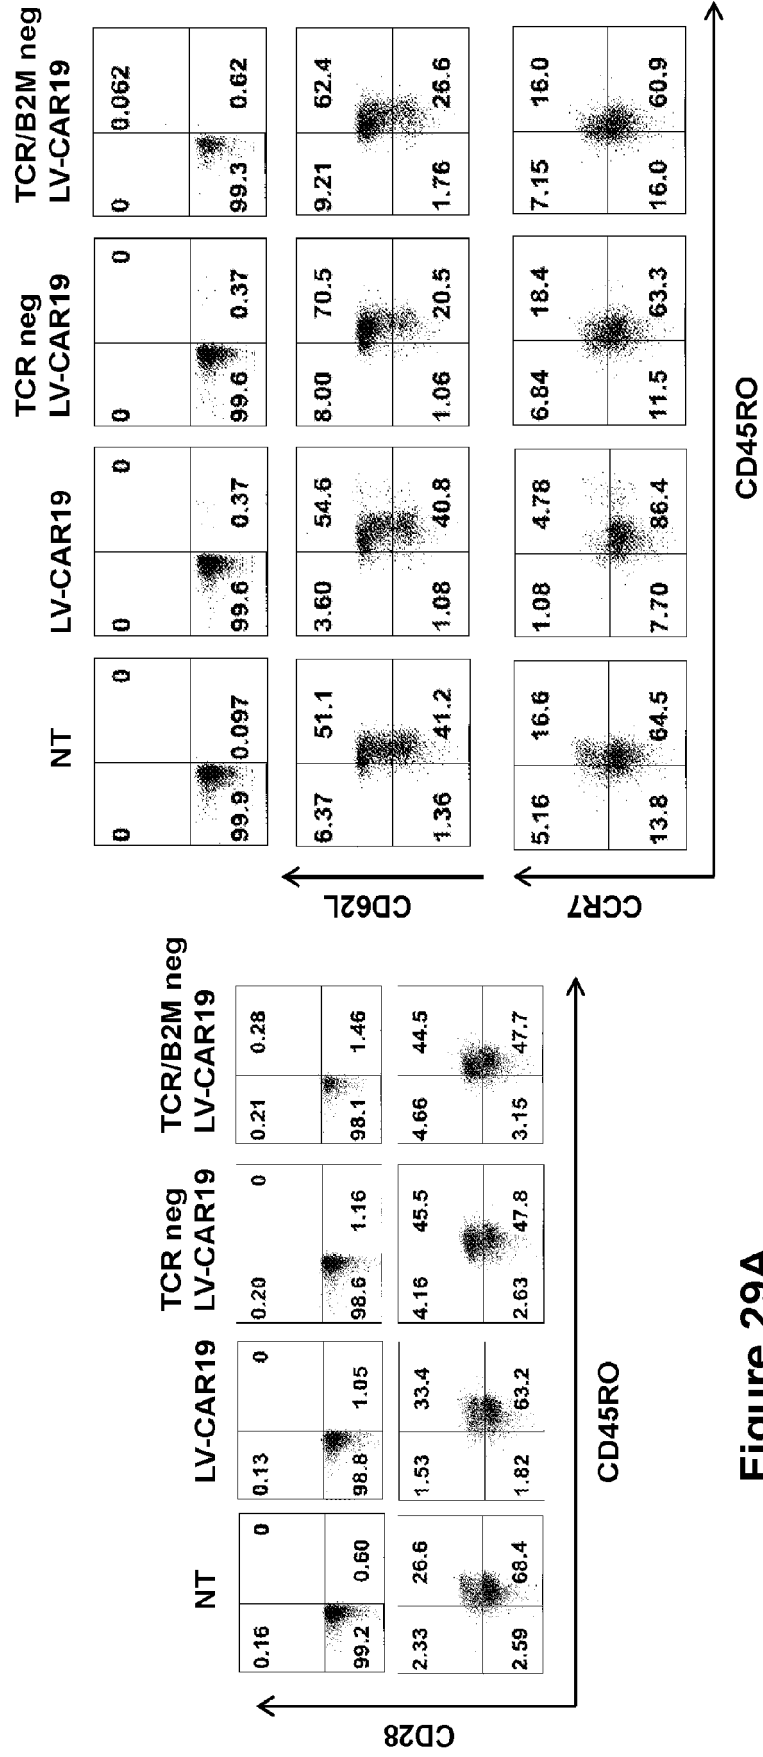 NT LV-CAR19 TCR neg TCR/B2M neg
LV-CAR19 LV-CAR19
0.16 0 0.13 0 0.20 0 0.21 0.28
99.2 0.60 98.8 1.05 98.6 1.16 98.1 1.46
2.33 26.6 1.53 33.4 4.16 45.5 4.66 44.5
2.59 68.4 1.82 63.2 2.63 47.8 3.15 47.7
CD28
CD45RO
NT LV-CAR19 TCR neg TCR/B2M neg
LV-CAR19 LV-CAR19
0 0 0 0 0 0 0 0.062
99.9 0.097 99.6 0.37 99.6 0.37 99.3 0.62
6.37 51.1 3.60 54.6 8.00 70.5 9.21 62.4
1.36 41.2 1.08 40.8 1.06 20.5 1.76 26.6
CD62L
5.16 16.6 1.08 4.78 6.84 18.4 7.15 16.0
13.8 64.5 7.70 86.4 11.5 63.3 16.0 60.9
CCR7
CD45RO
Figure 29A